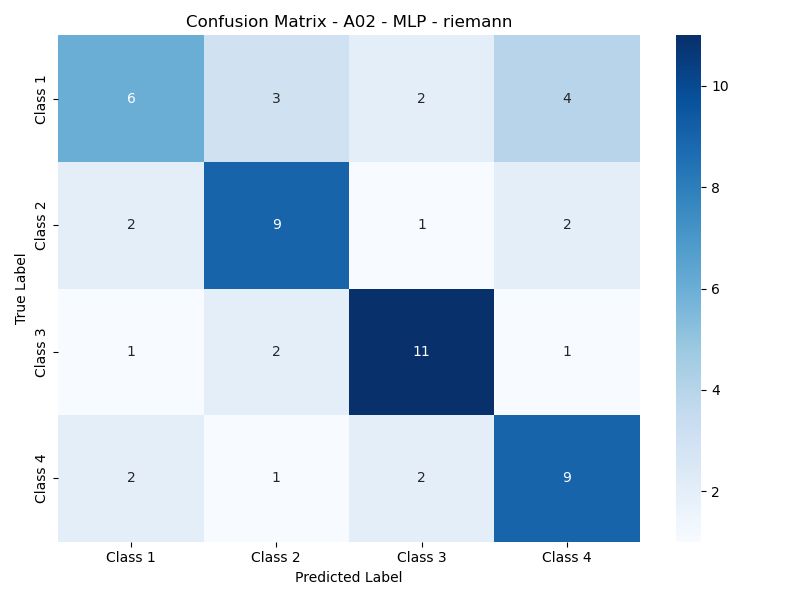 Confusion Matrix - A02 - MLP - riemann
True Label
Class 1
6 3 2 4
Class 2
2 9 1 2
Class 3
1 2 11 1
Class 4
2 1 2 9
Class 1 Class 2 Class 3 Class 4
Predicted Label
10
8
6
4
2